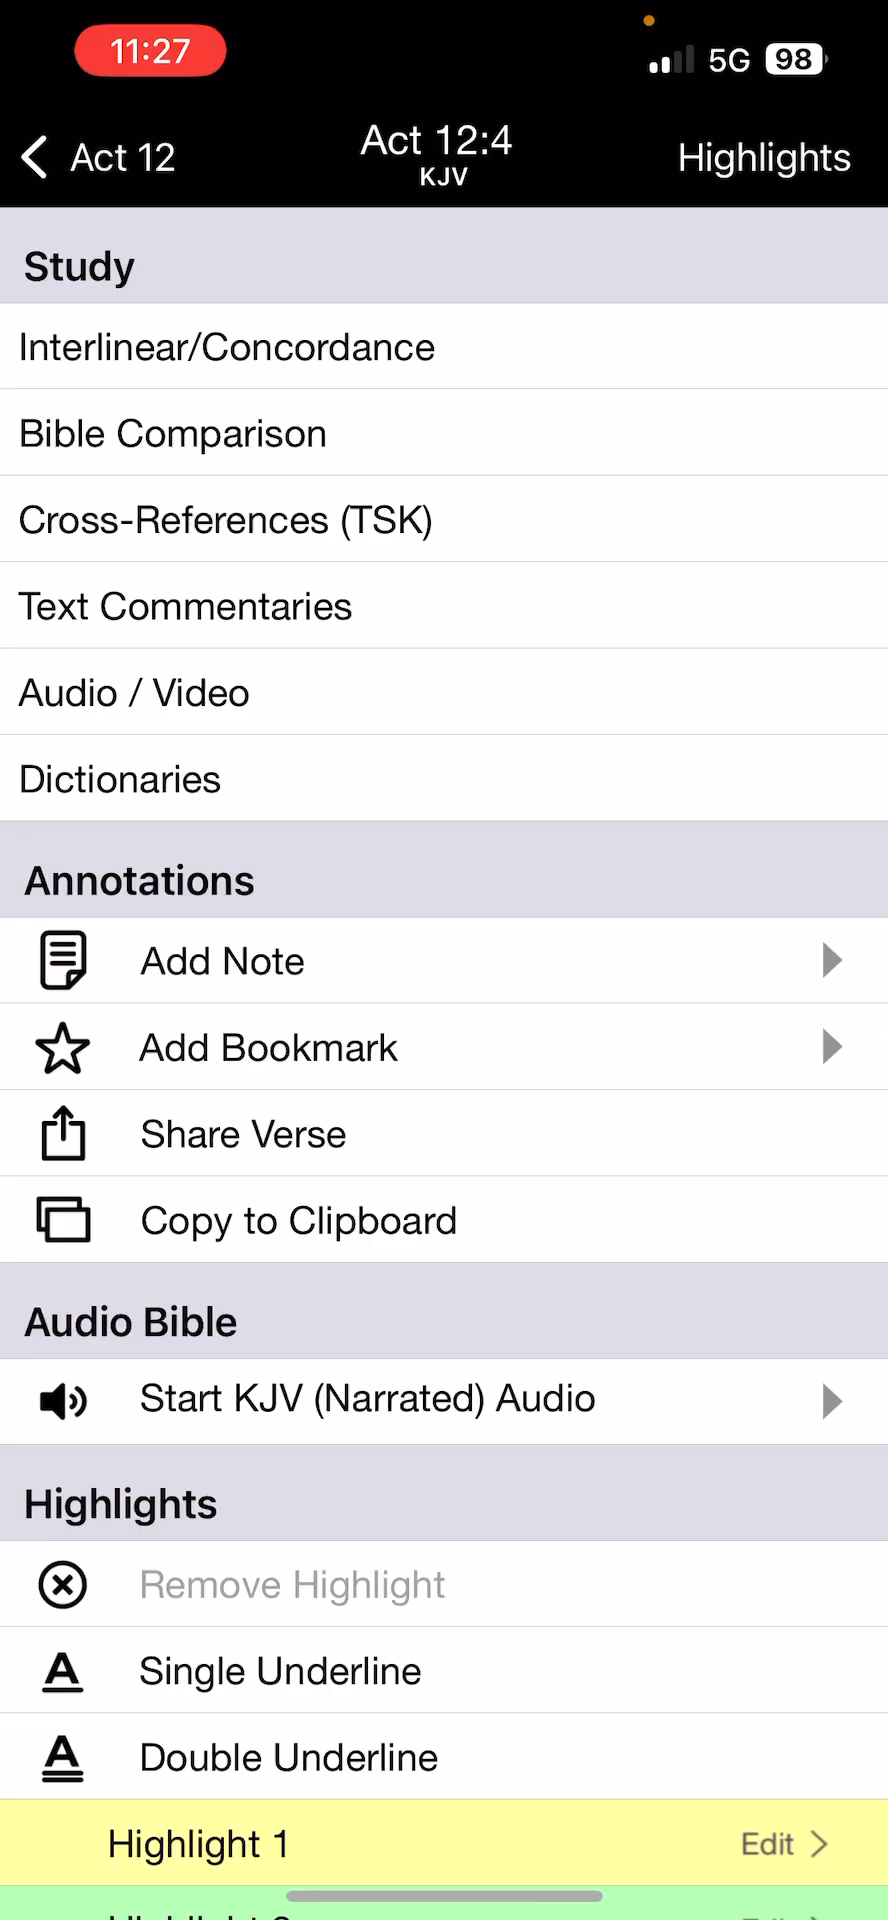 11:27
5G 98
Act 12
Act 12:4
KJV
Highlights
Study
Interlinear/Concordance
Bible Comparison
Cross-References (TSK)
Text Commentaries
Audio / Video
Dictionaries
Annotations
Add Note
Add Bookmark
Share Verse
Copy to Clipboard
Audio Bible
Start KJV (Narrated) Audio
Highlights
Remove Highlight
Single Underline
Double Underline
Highlight 1 Edit